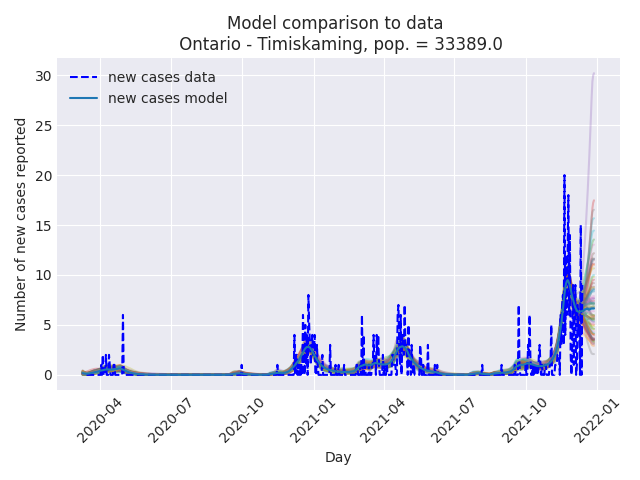 Model comparison to data
Ontario - Timiskaming, pop. = 33389.0
new cases data
new cases model
Number of new cases reported
30
25
20
15
10
5
0
2020-04
2020-07
2020-10
2021-01
2021-04
2021-07
2021-10
2022-01
Day